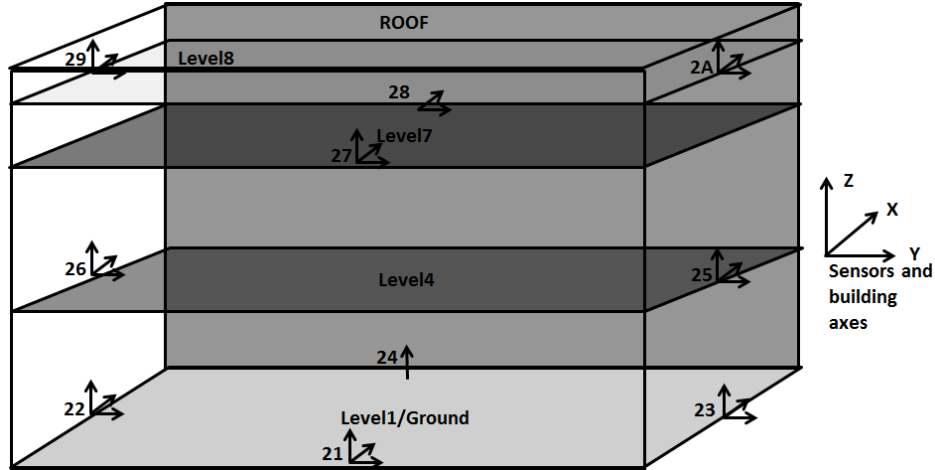 ROOF
29
Level8
2A
28
Level7
27
Z
X
Y
Sensors and
building
axes
26
25
Level4
24
22
23
Level1/Ground
21